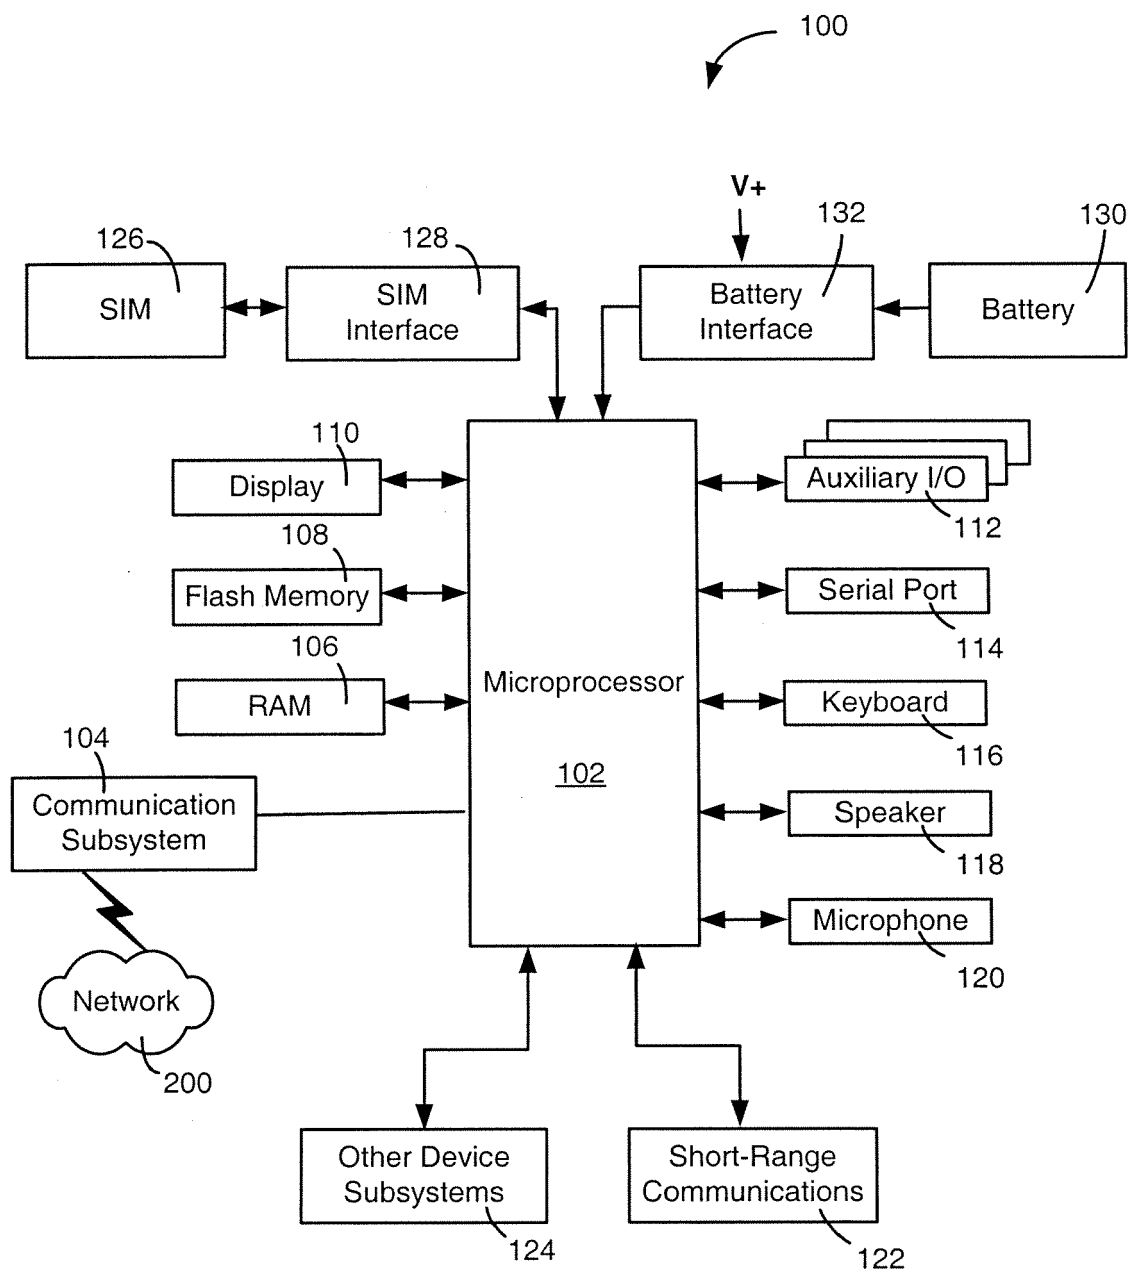 100
V+
132
130
126
128
SIM
SIM
Interface
Battery
Interface
Battery
110
Display
Auxiliary I/O
112
108
Flash Memory
Serial Port
114
106
RAM
Microprocessor
102
Keyboard
116
104
Communication
Subsystem
Speaker
118
Microphone
120
Network
200
Other Device
Subsystems
124
Short-Range
Communications
122